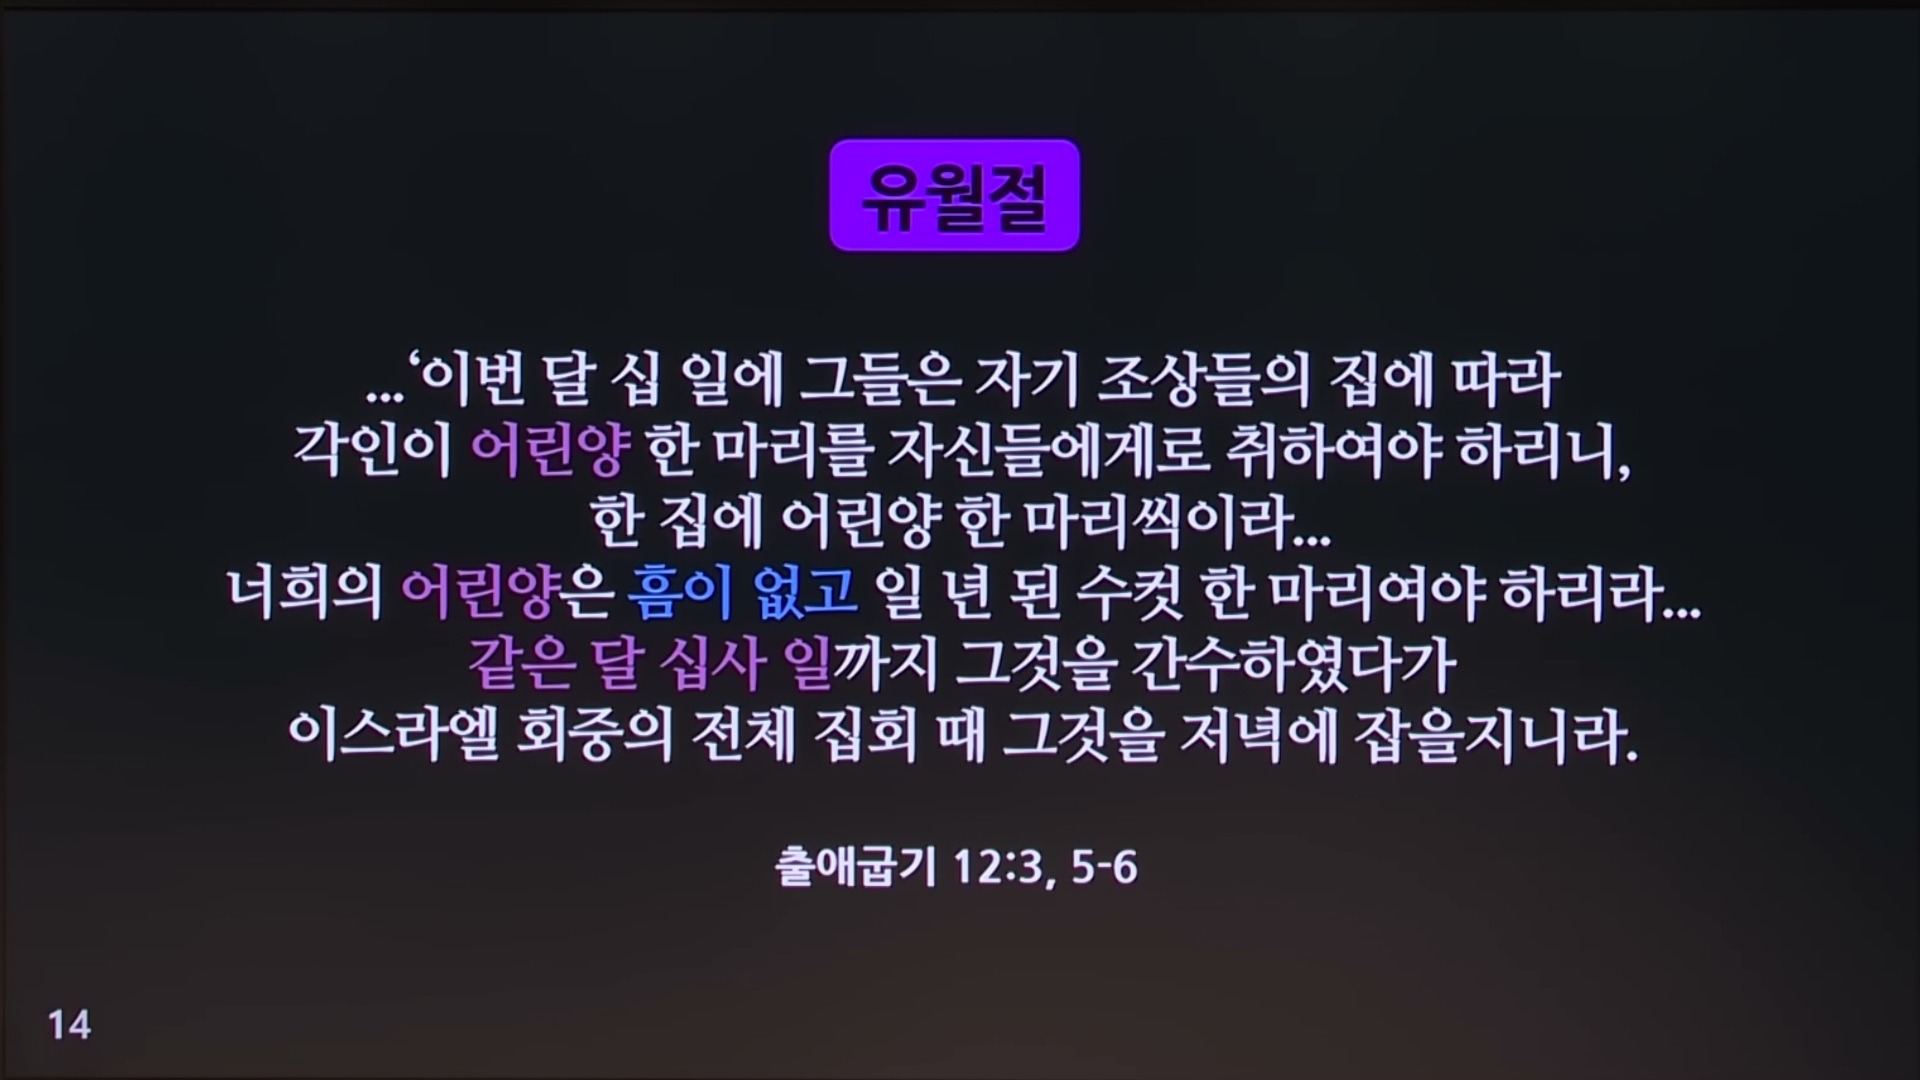 유월절
...‘이번 달 십 일에 그들은 자기 조상들의 집에 따라
각인이 어린양 한 마리를 자신들에게로 취하여야 하리니,
한 집에 어린양 한 마리씩이라...
너희의 어린양은 흠이 없고 일 년 된 수컷 한 마리여야 하리라...
같은 달 십사 일까지 그것을 간수하였다가
이스라엘 회중의 전체 집회 때 그것을 저녁에 잡을지니라.
출애굽기 12:3, 5-6
14